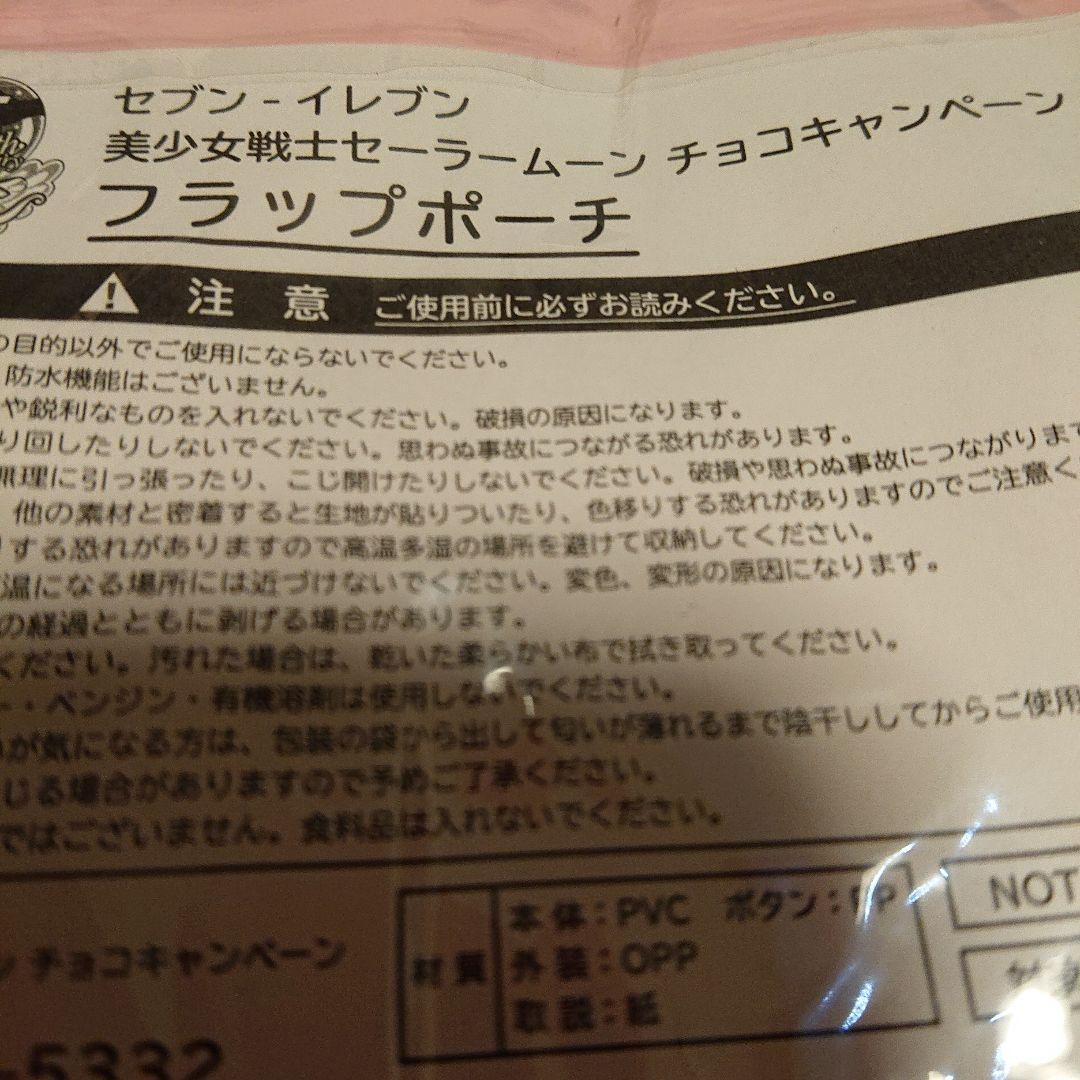 セブン-イレブン
美少女戦士セーラームーン チョコキャンペーン
フラップポーチ
注意 ご使用前に必ずお読みください。
の目的以外でご使用にならないでください。
防水機能はございません。
や鋭利なものを入れないでください。破損の原因になります。
り回したりしないでください。思わぬ事故につながる恐れがあります。
無理に引っ張ったり、こじ開けたりしないでください。破損や思わぬ事故につながります
他の素材と密着すると生地が貼りついたり、色移りする恐れがありますのでご注意く
りする恐れがありますので高温多湿の場所を避けて収納してください。
温になる場所には近づけないでください。変色、変形の原因になります。
の経過とともに剥げる場合があります。
ください。汚れた場合は、乾いた柔らかい布で拭き取ってください。
ー・ベンジン・有機溶剤は使用しないでください。
いが気になる方は、包装の袋から出して匂いが薄れるまで陰干ししてからご使用
じる場合がありますので予めご了承ください。
ではございません。食料品は入れないでください。
ン チョコキャンペーン
-5332
材質
本体:PVC ボタン:PP
外装:OPP
取説:紙
NOT